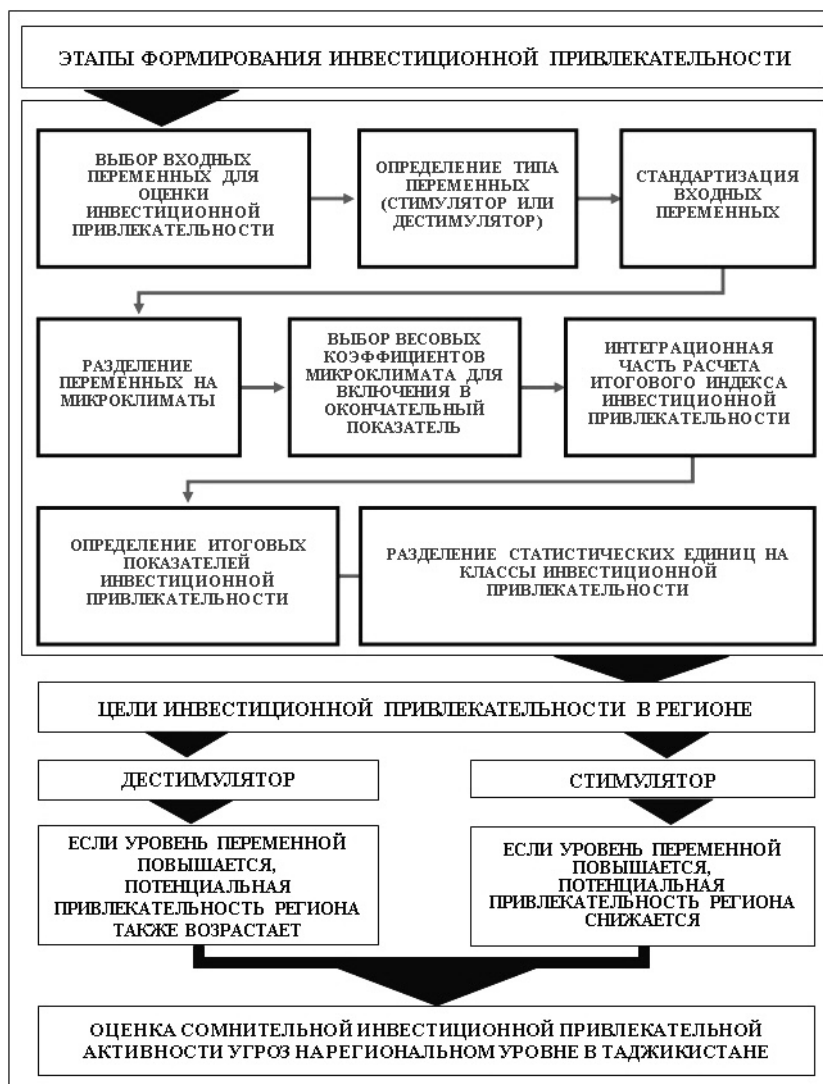 ЭТАПЫ ФОРМИРОВАНИЯ ИНВЕСТИЦИОННОЙ ПРИВЛЕКАТЕЛЬНОСТИ
ВЫБОР ВХОДНЫХ
ПЕРЕМЕННЫХ ДЛЯ
ОЦЕНКИ
ИНВЕСТИЦИОННОЙ
ПРИВЛЕКАТЕЛЬНОСТИ
ОПРЕДЕЛЕНИЕ ТИПА
ПЕРЕМЕННЫХ
(СТИМУЛЯТОР ИЛИ
ДЕСТИМУЛЯТОР)
СТАНДАРТИЗАЦИЯ
ВХОДНЫХ
ПЕРЕМЕННЫХ
РАЗДЕЛЕНИЕ
ПЕРЕМЕННЫХ НА
МИКРОКЛИМАТЫ
ВЫБОР ВЕСОВЫХ
КОЭФФИЦИЕНТОВ
МИКРОКЛИМАТА ДЛЯ
ВКЛЮЧЕНИЯ В
ОКОНЧАТЕЛЬНЫЙ
ПОКАЗАТЕЛЬ
ИНТЕГРАЦИОННАЯ
ЧАСТЬ РАСЧЕТА
ИТОГОВОГО ИНДЕКСА
ИНВЕСТИЦИОННОЙ
ПРИВЛЕКАТЕЛЬНОСТИ
ОПРЕДЕЛЕНИЕ ИТОГОВЫХ
ПОКАЗАТЕЛЕЙ
ИНВЕСТИЦИОННОЙ
ПРИВЛЕКАТЕЛЬНОСТИ
РАЗДЕЛЕНИЕ СТАТИСТИЧЕСКИХ ЕДИНИЦ НА
КЛАССЫ ИНВЕСТИЦИОННОЙ
ПРИВЛЕКАТЕЛЬНОСТИ
ЦЕЛИ ИНВЕСТИЦИОННОЙ ПРИВЛЕКАТЕЛЬНОСТИ В РЕГИОНЕ
ДЕСТИМУЛЯТОР
СТИМУЛЯТОР
ЕСЛИ УРОВЕНЬ ПЕРЕМЕННОЙ
ПОВЫШАЕТСЯ,
ПОТЕНЦИАЛЬНАЯ
ПРИВЛЕКАТЕЛЬНОСТЬ РЕГИОНА
ТАКЖЕ ВОЗРАСТАЕТ
ЕСЛИ УРОВЕНЬ ПЕРЕМЕННОЙ
ПОВЫШАЕТСЯ,
ПОТЕНЦИАЛЬНАЯ
ПРИВЛЕКАТЕЛЬНОСТЬ РЕГИОНА
СНИЖАЕТСЯ
ОЦЕНКА СОМНИТЕЛЬНОЙ ИНВЕСТИЦИОННОЙ ПРИВЛЕКАТЕЛЬНОЙ
АКТИВНОСТИ УГРОЗ НА РЕГИОНАЛЬНОМ УРОВНЕ В ТАДЖИКИСТАНЕ